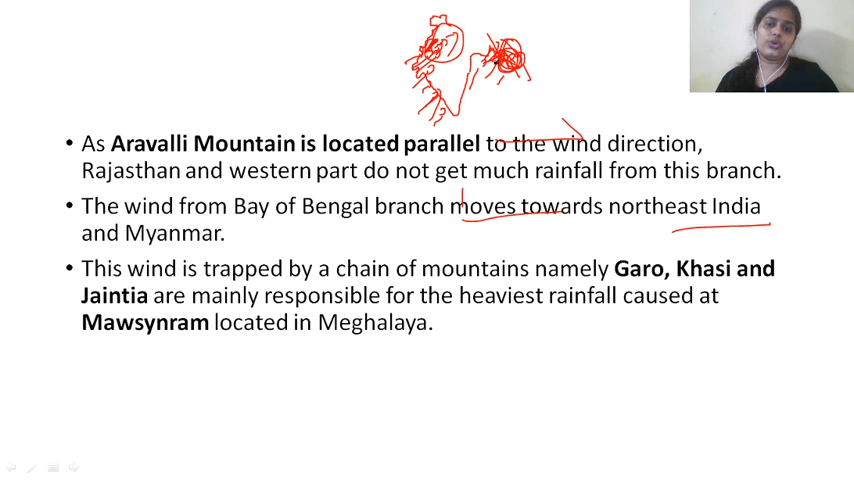 • As Aravalli Mountain is located parallel to the wind direction,
Rajasthan and western part do not get much rainfall from this branch.
• The wind from Bay of Bengal branch moves towards northeast India
and Myanmar.
• This wind is trapped by a chain of mountains namely Garo, Khasi and
Jaintia are mainly responsible for the heaviest rainfall caused at
Mawsynram located in Meghalaya.